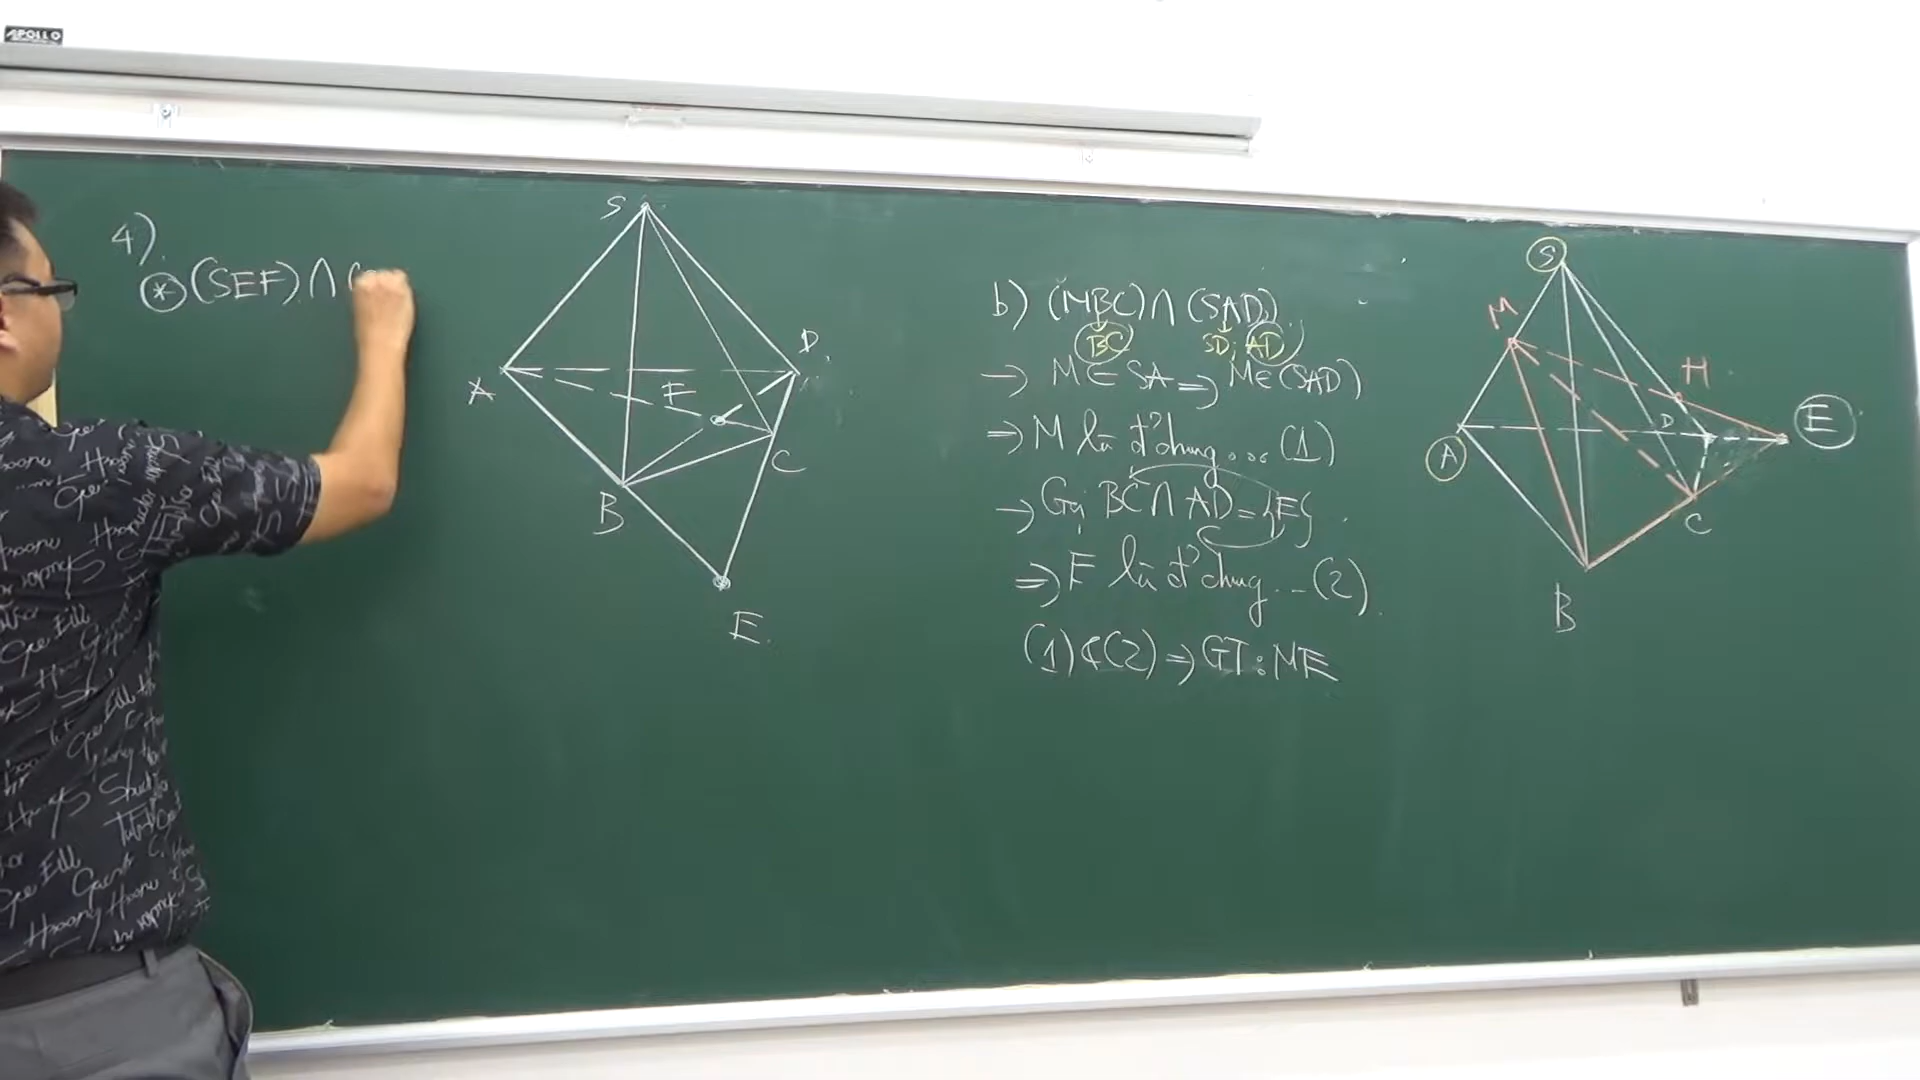 APOLLO
4).
(*) (SEF) ∩ (
S
A
B
C
D.
F
E.
b) (MBC) ∩ (SAD)
BC SD; AD
→ M ∈ SA ⇒ M ∈ (SAD)
⇒ M là đ' chung... (1)
→ Gọi BC ∩ AD = {F}.
⇒ F là đ' chung... (2).
(1) & (2) ⇒ GT: MF
S
M
H
A
D
E
C
B